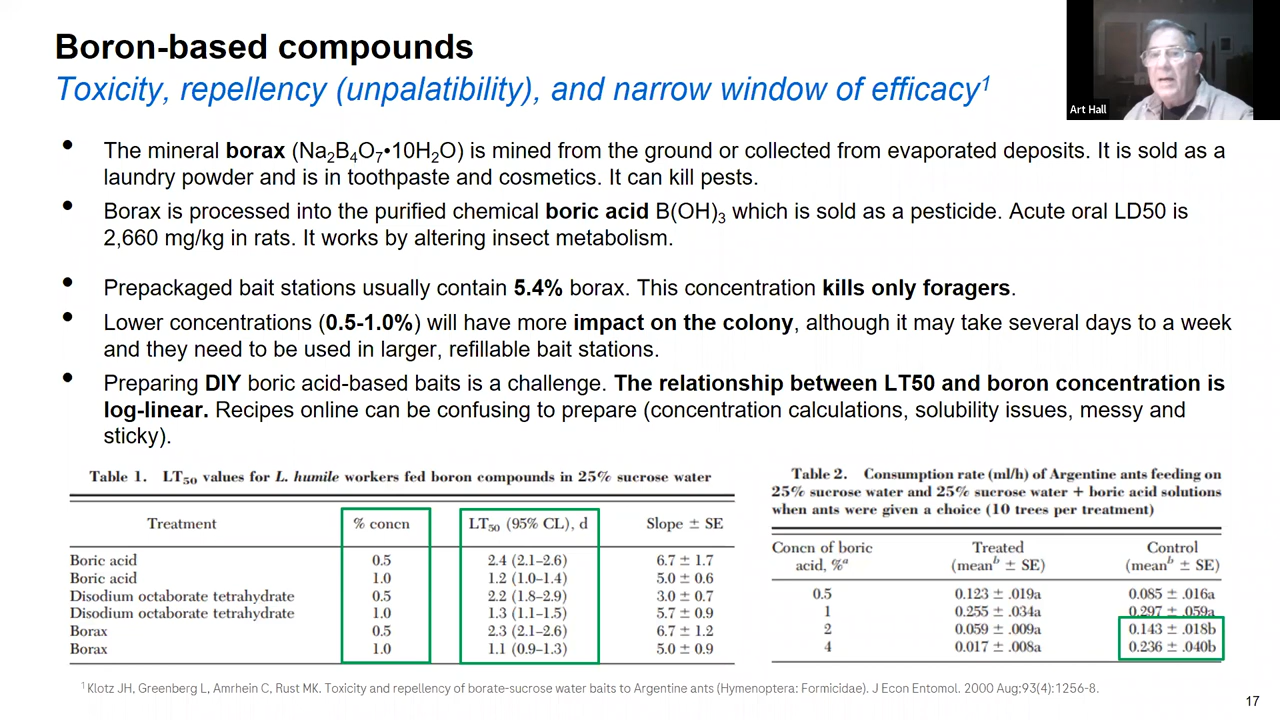 Boron-based compounds
Toxicity, repellency (unpalatibility), and narrow window of efficacy¹
Art Hall
• The mineral borax (Na₂B₄O₇•10H₂O) is mined from the ground or collected from evaporated deposits. It is sold as a
laundry powder and is in toothpaste and cosmetics. It can kill pests.
• Borax is processed into the purified chemical boric acid B(OH)₃ which is sold as a pesticide. Acute oral LD50 is
2,660 mg/kg in rats. It works by altering insect metabolism.
• Prepackaged bait stations usually contain 5.4% borax. This concentration kills only foragers.
• Lower concentrations (0.5-1.0%) will have more impact on the colony, although it may take several days to a week
and they need to be used in larger, refillable bait stations.
• Preparing DIY boric acid-based baits is a challenge. The relationship between LT50 and boron concentration is
log-linear. Recipes online can be confusing to prepare (concentration calculations, solubility issues, messy and
sticky).
Table 1. LT₅₀ values for L. humile workers fed boron compounds in 25% sucrose water
Treatment % concn LT₅₀ (95% CL), d Slope ± SE
Boric acid 0.5 2.4 (2.1–2.6) 6.7 ± 1.7
Boric acid 1.0 1.2 (1.0–1.4) 5.0 ± 0.6
Disodium octaborate tetrahydrate 0.5 2.2 (1.8–2.9) 3.0 ± 0.7
Disodium octaborate tetrahydrate 1.0 1.3 (1.1–1.5) 5.7 ± 0.9
Borax 0.5 2.3 (2.1–2.6) 6.7 ± 1.2
Borax 1.0 1.1 (0.9–1.3) 5.0 ± 0.9
Table 2. Consumption rate (ml/h) of Argentine ants feeding on
25% sucrose water and 25% sucrose water + boric acid solutions
when ants were given a choice (10 trees per treatment)
Concn of boric Treated Control
acid, %ᵃ (meanᵇ ± SE) (meanᵇ ± SE)
0.5 0.123 ± .019a 0.085 ± .016a
1 0.255 ± .034a 0.297 ± .059a
2 0.059 ± .009a 0.143 ± .018b
4 0.017 ± .008a 0.236 ± .040b
¹ Klotz JH, Greenberg L, Amrhein C, Rust MK. Toxicity and repellency of borate-sucrose water baits to Argentine ants (Hymenoptera: Formicidae). J Econ Entomol. 2000 Aug;93(4):1256-8.
17